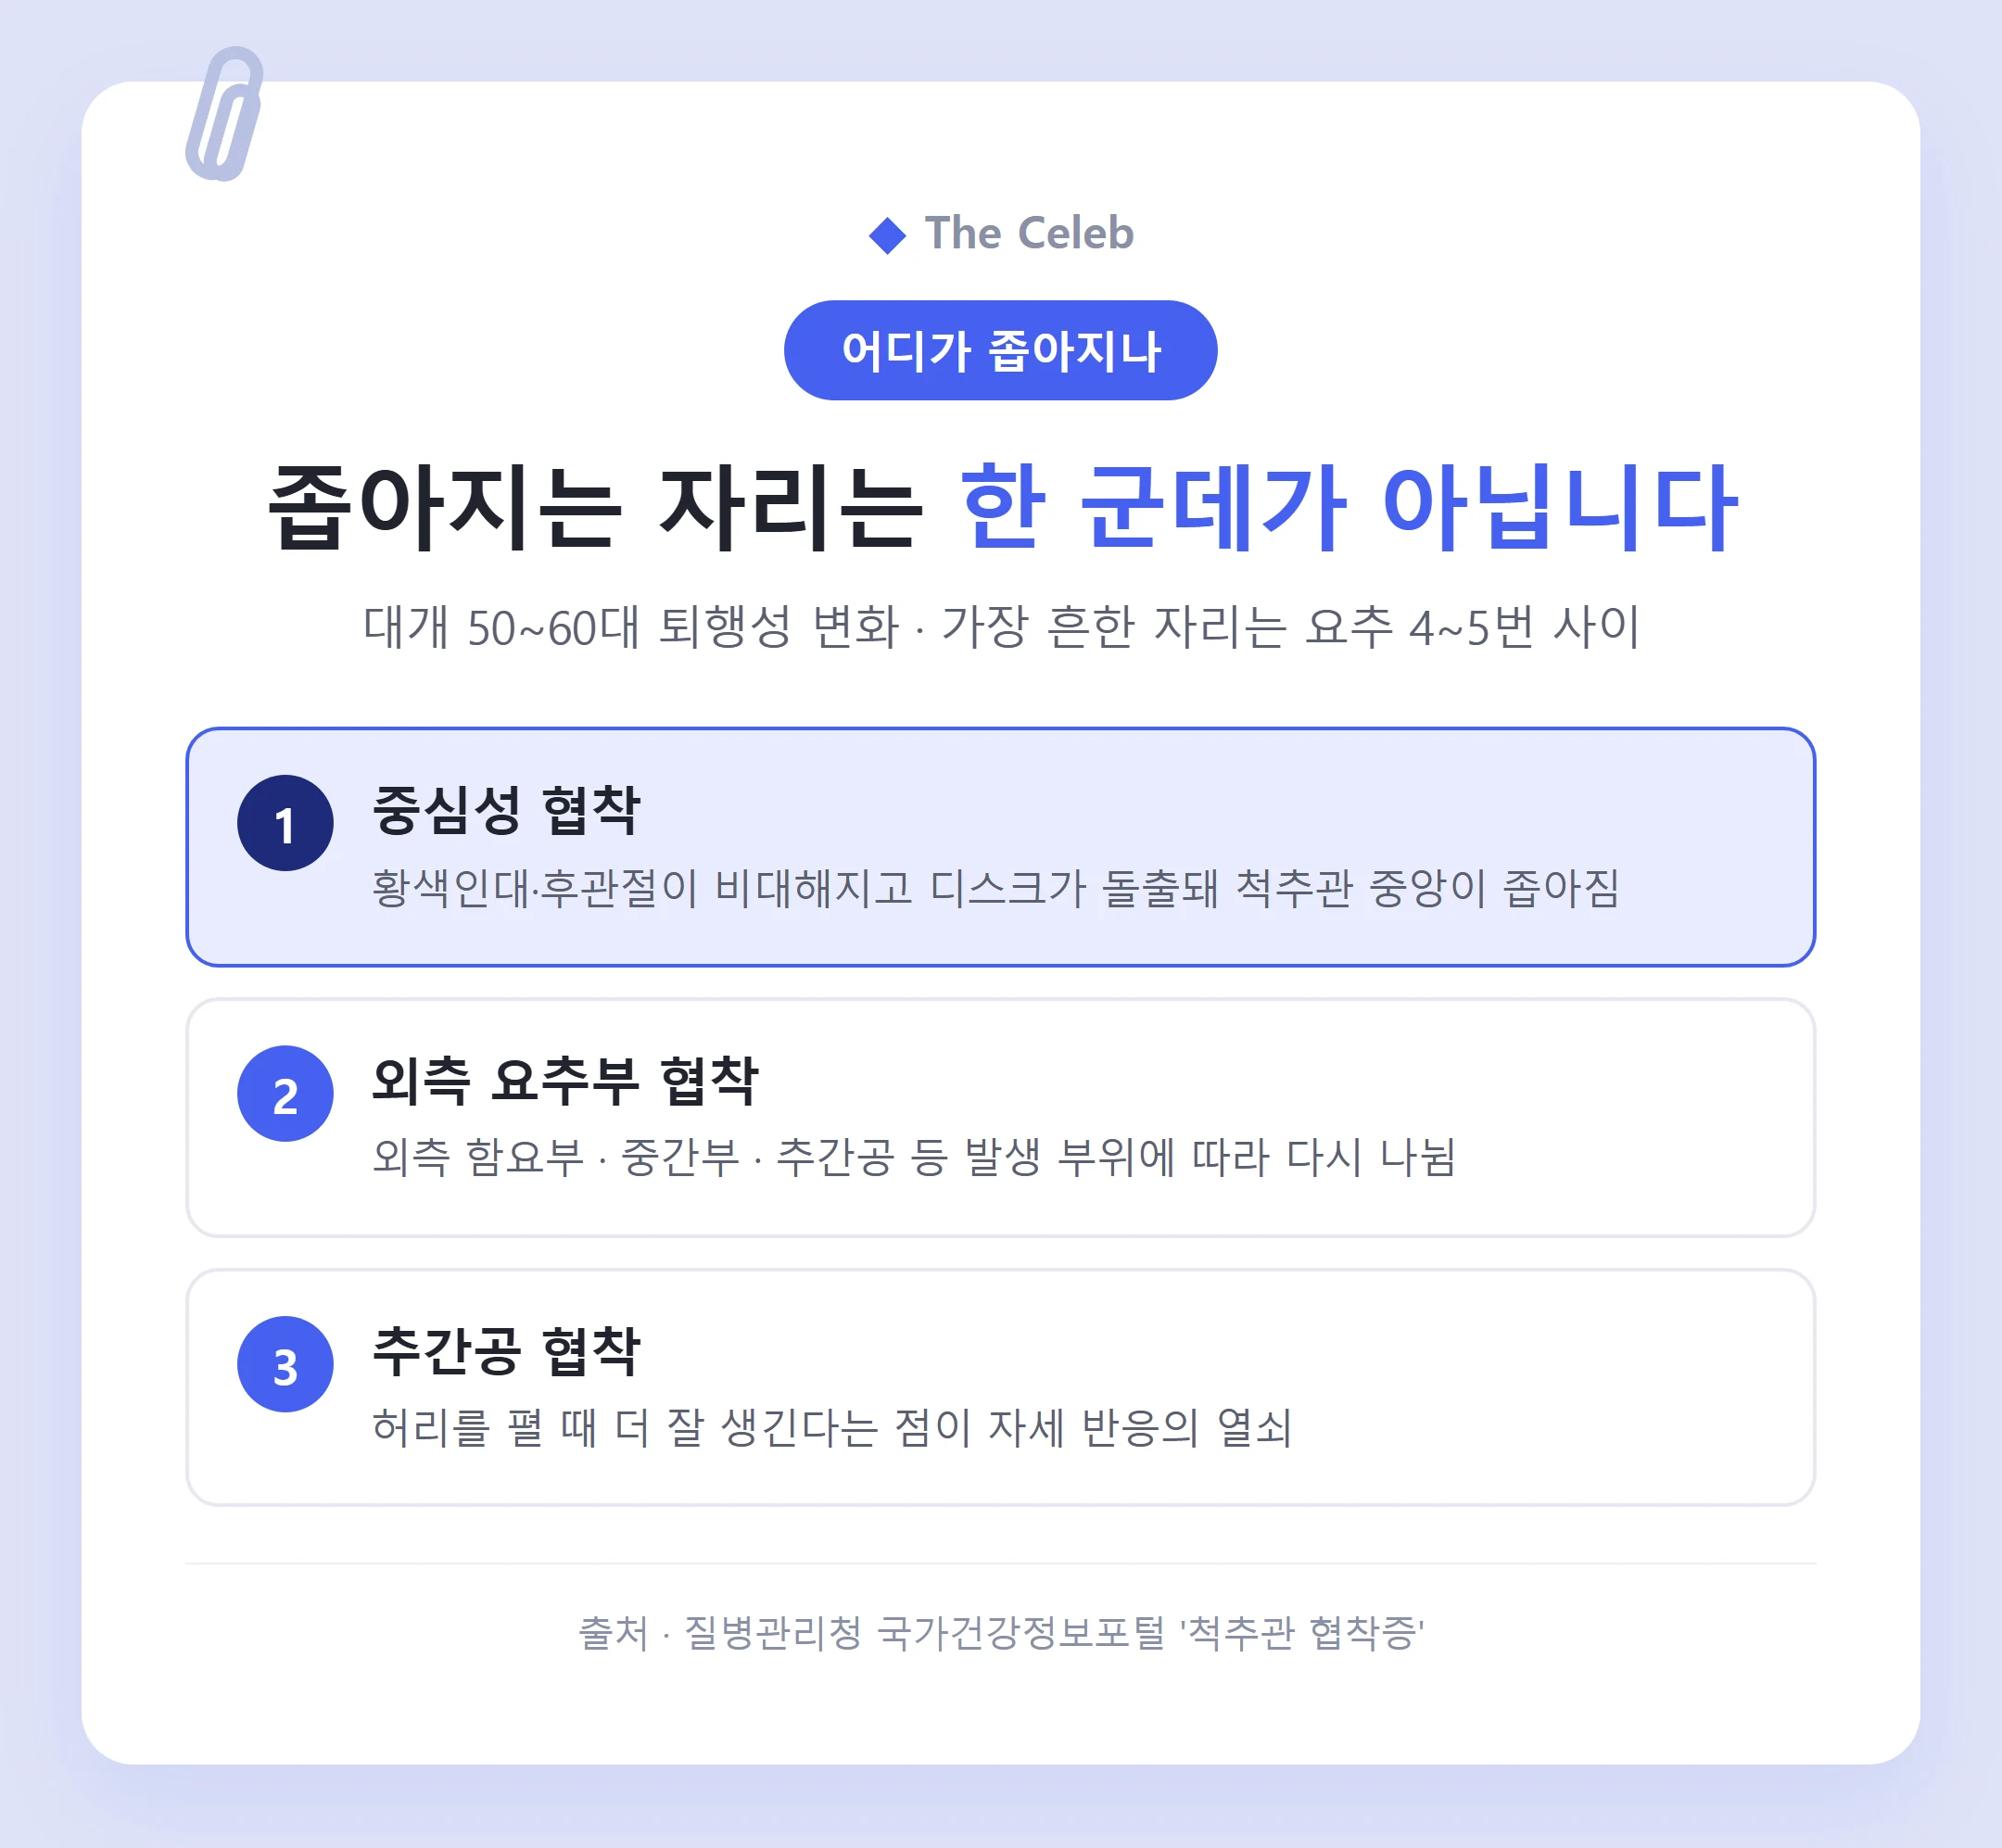 The Celeb
어디가 좁아지나
좁아지는 자리는 한 군데가 아닙니다
대개 50~60대 퇴행성 변화 · 가장 흔한 자리는 요추 4~5번 사이
1
중심성 협착
황색인대·후관절이 비대해지고 디스크가 돌출돼 척추관 중앙이 좁아짐
2
외측 요추부 협착
외측 함요부 · 중간부 · 추간공 등 발생 부위에 따라 다시 나뉨
3
추간공 협착
허리를 펼 때 더 잘 생긴다는 점이 자세 반응의 열쇠
출처 · 질병관리청 국가건강정보포털 '척추관 협착증'